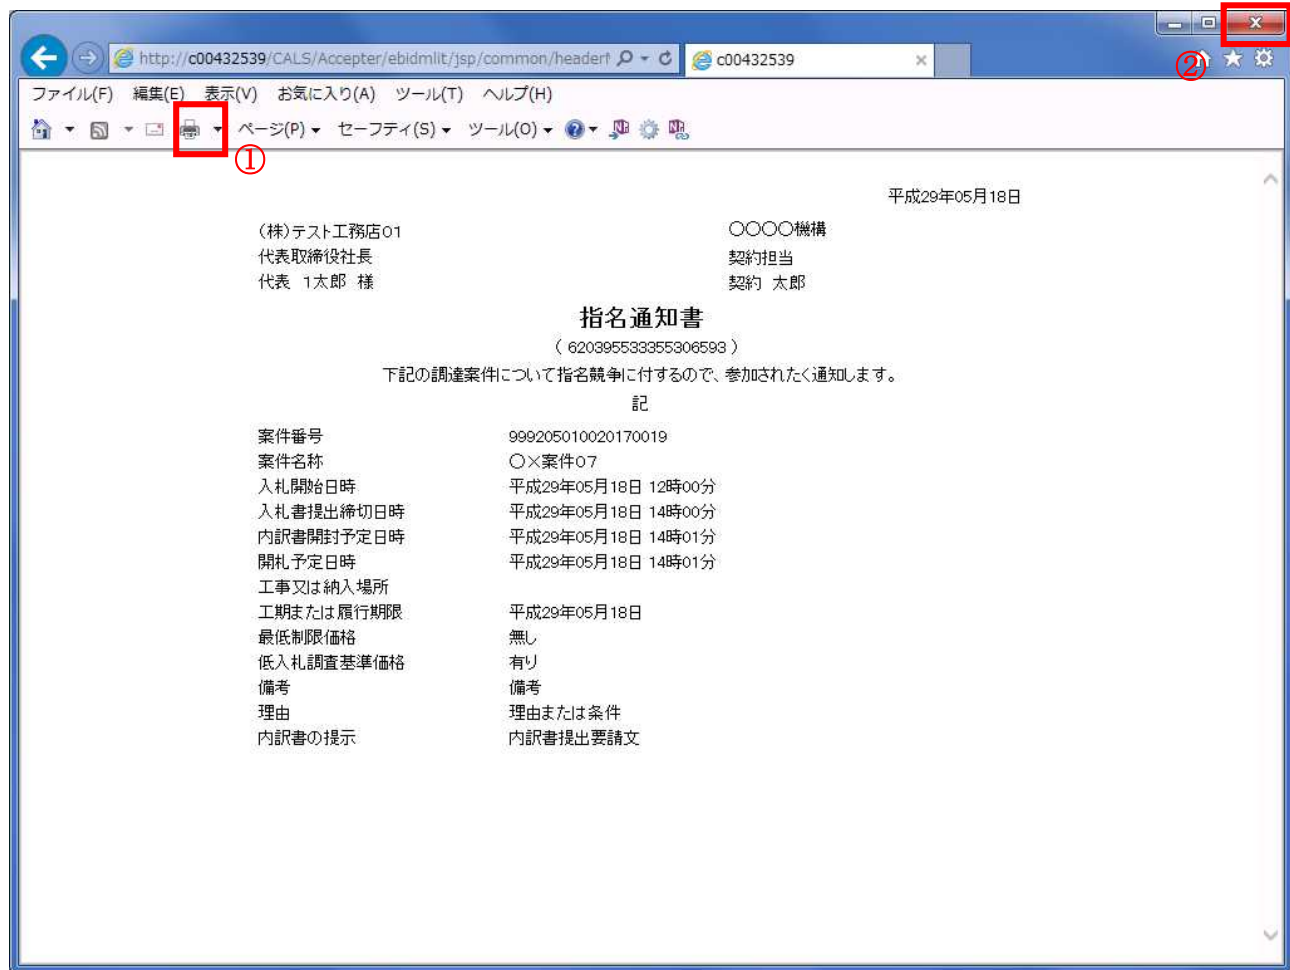 http://c00432539/CALS/Accepter/ebidmlit/jsp/common/header
c00432539
②
ファイル(F) 編集(E) 表示(V) お気に入り(A) ツール(T) ヘルプ(H)
ページ(P) セーフティ(S) ツール(O)
①
平成29年05月18日
(株)テスト工務店01
〇〇〇〇機構
代表取締役社長
契約担当
代表 1太郎 様
契約 太郎
指名通知書
( 620395533355306593 )
下記の調達案件について指名競争に付するので、参加されたく通知します。
記
案件番号 999205010020170019
案件名称 〇×案件07
入札開始日時 平成29年05月18日 12時00分
入札書提出締切日時 平成29年05月18日 14時00分
内訳書開封予定日時 平成29年05月18日 14時01分
開札予定日時 平成29年05月18日 14時01分
工事又は納入場所
工期または履行期限 平成29年05月18日
最低制限価格 無し
低入札調査基準価格 有り
備考 備考
理由 理由または条件
内訳書の提示 内訳書提出要請文